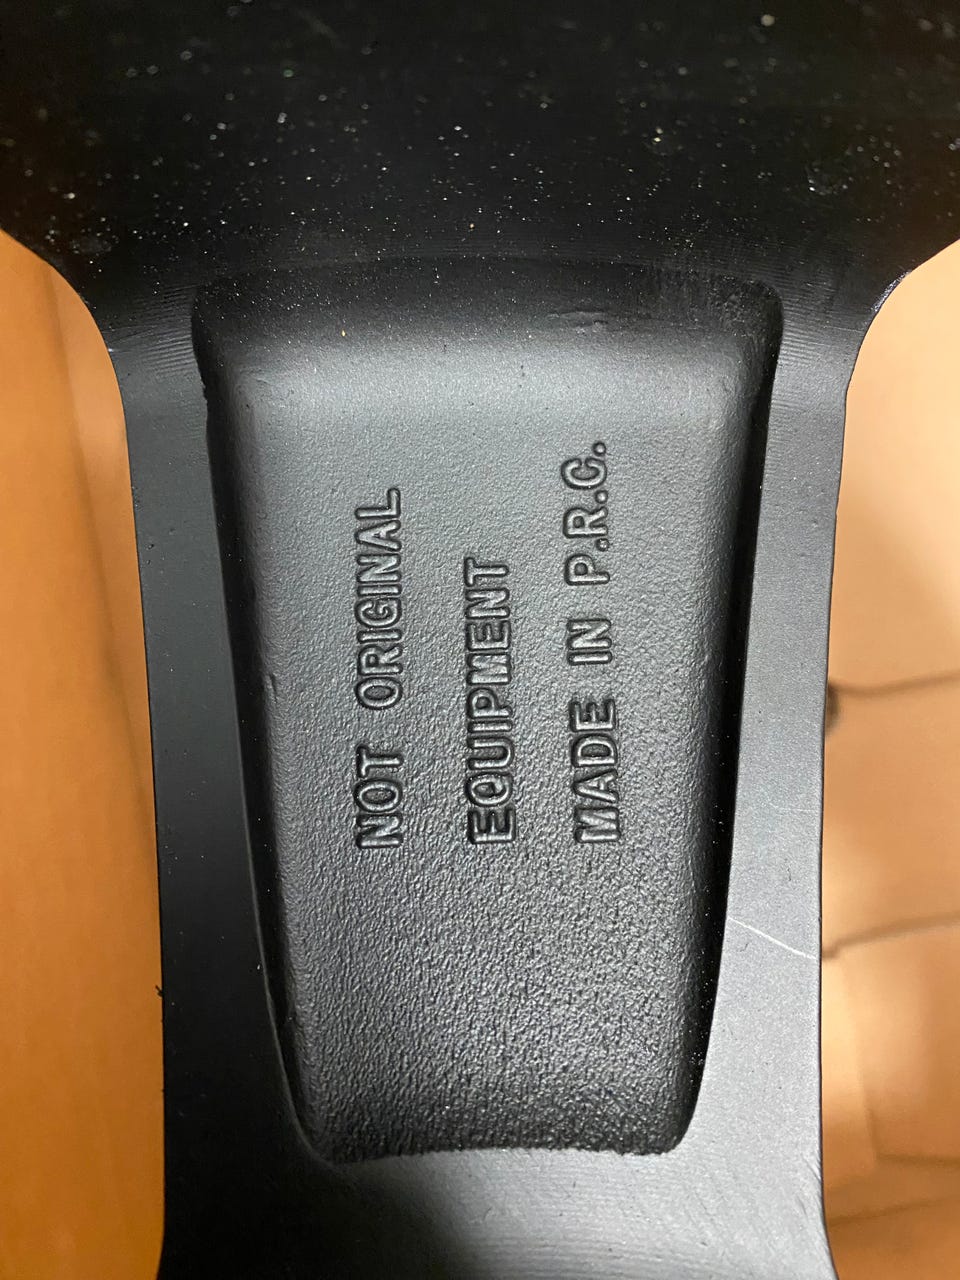 NOT ORIGINAL
EQUIPMENT
MADE IN P.R.C.